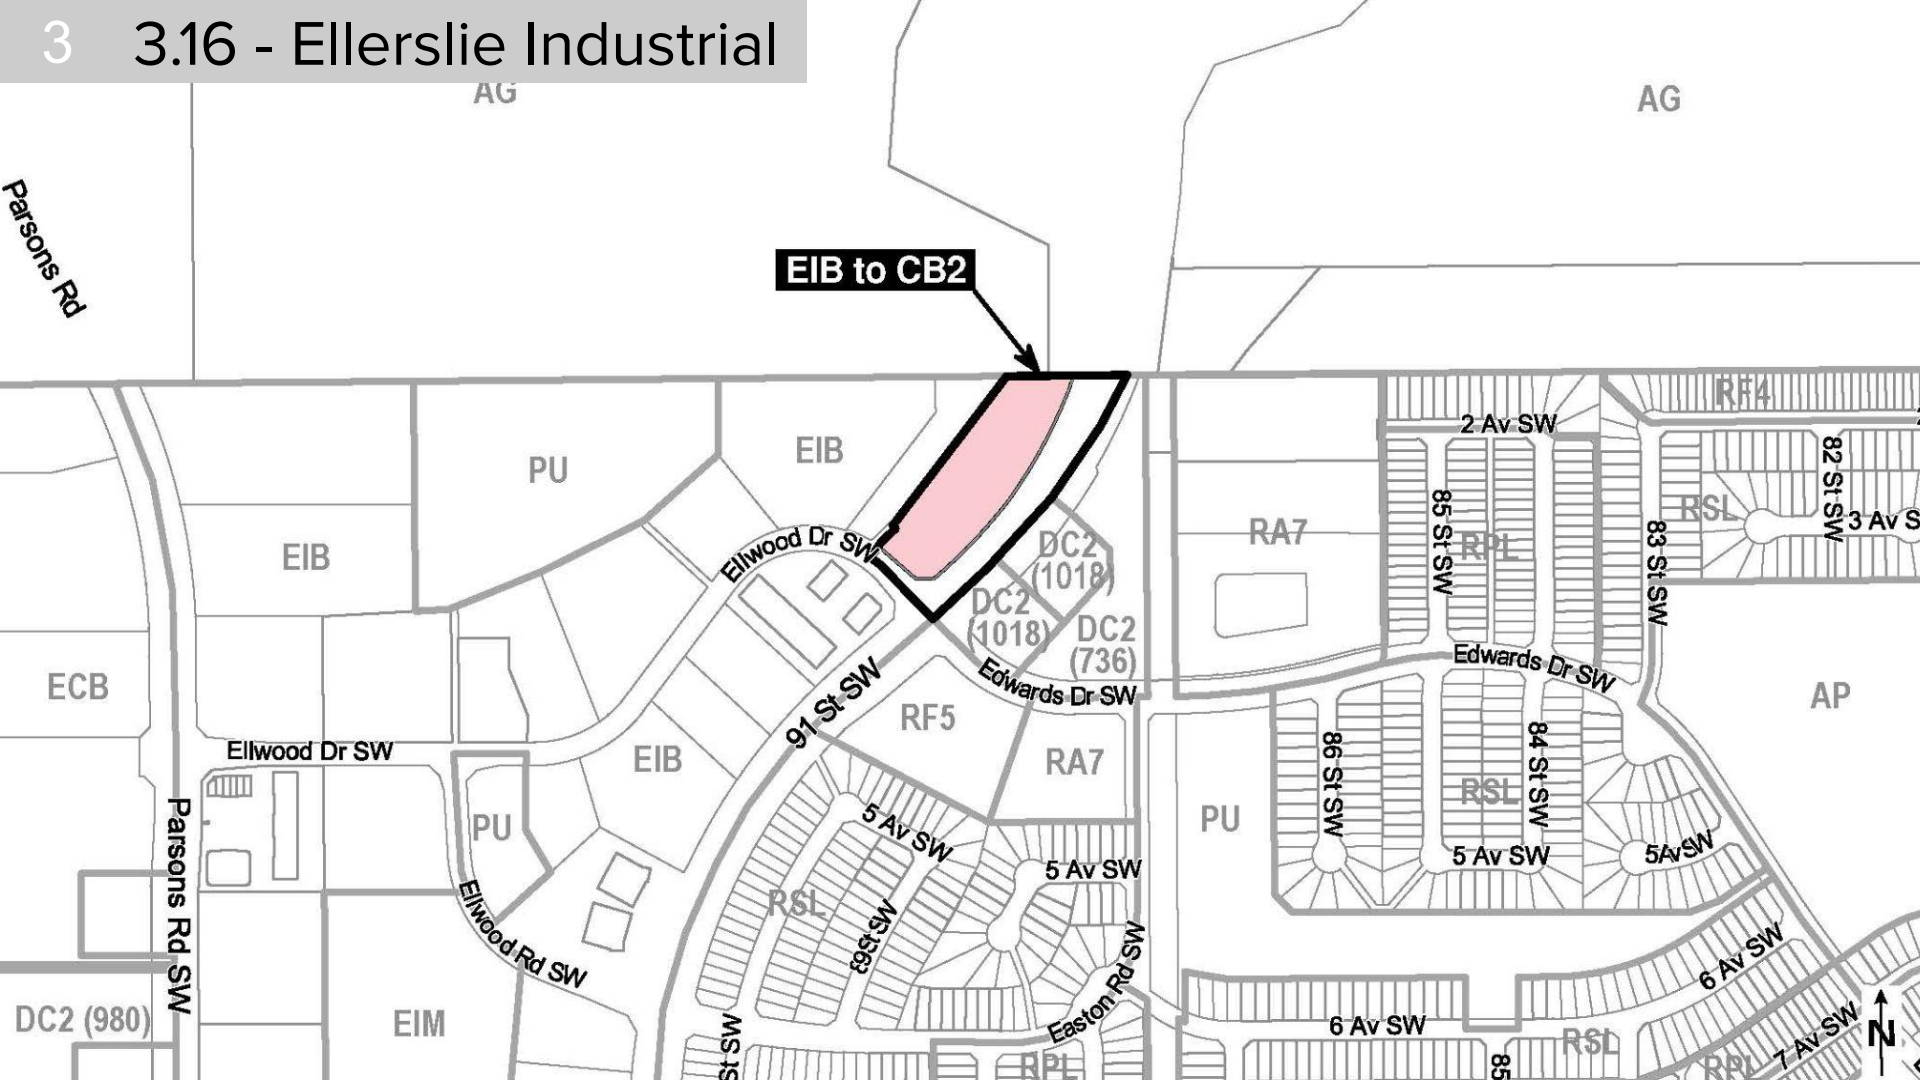 3 3.16 - Ellerslie Industrial
AG
AG
Parsons Rd
EIB to CB2
RF4
2 Av SW
PU
EIB
82 St SW
85 St SW
83 St SW
RSL
3 Av S
Ellwood Dr SW
DC2
(1018)
RA7
RPL
EIB
DC2
(1018)
DC2
(736)
Edwards Dr SW
Edwards Dr SW
ECB
91 St SW
RF5
AP
Ellwood Dr SW
EIB
RA7
86 St SW
84 St SW
RSL
PU
PU
5 Av SW
5 Av SW
5 Av SW
5 Av SW
Parsons Rd SW
RSL
Ellwood Rd SW
Easton Rd SW
6 Av SW
DC2 (980)
EIM
6 Av SW
RSL
7 Av SW
N
St SW
RPL
85
RPL